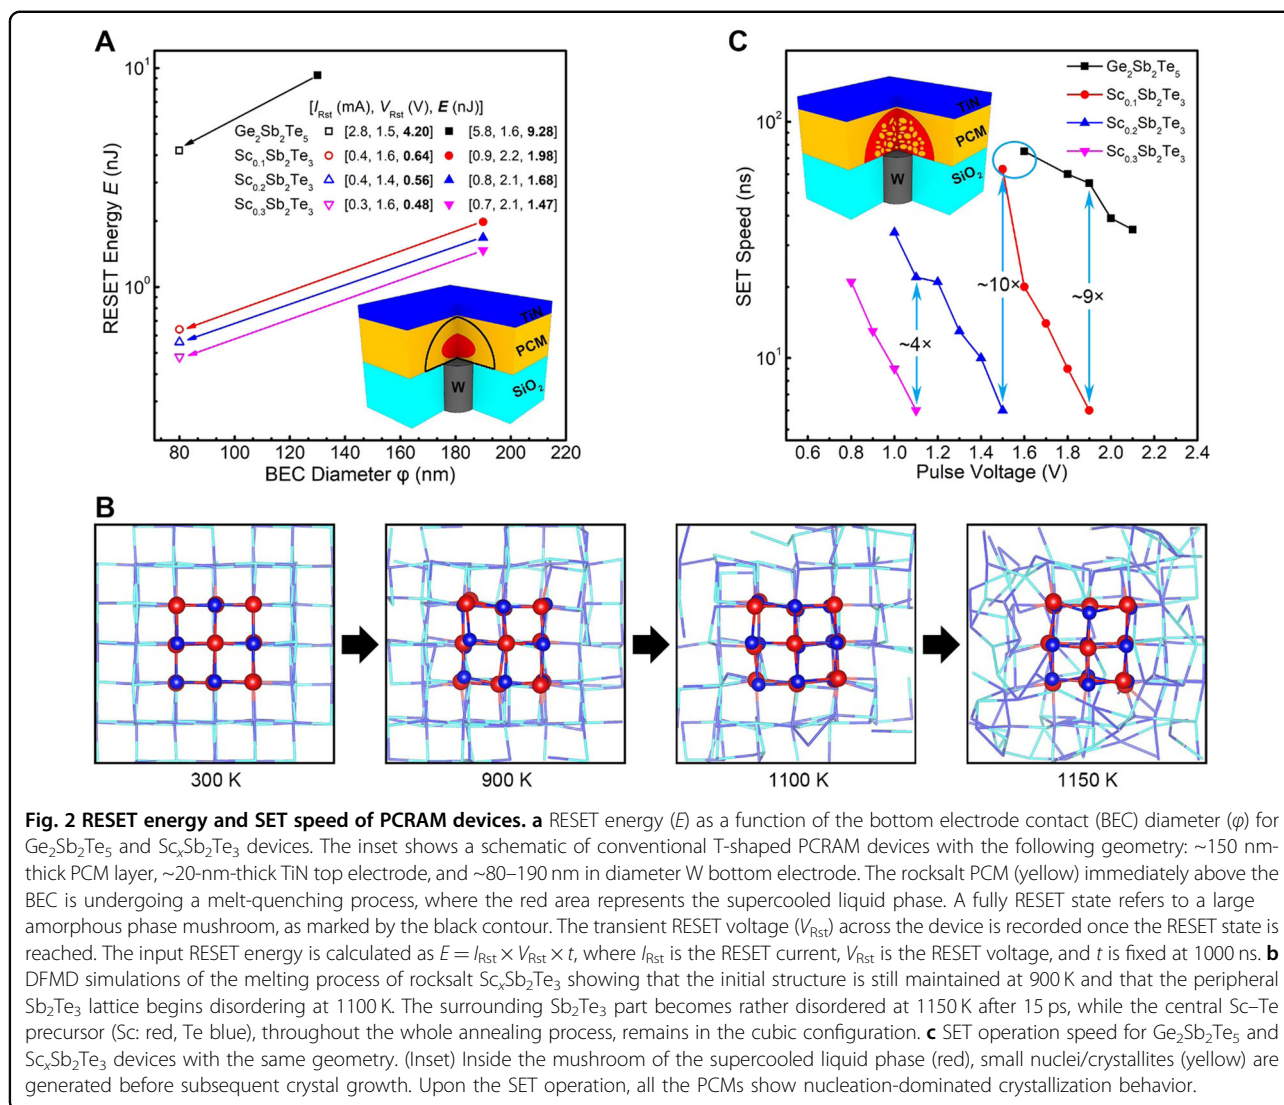 A
RESET Energy E (nJ)
10¹
10⁰
[I_Rst (mA), V_Rst (V), E (nJ)]
Ge₂Sb₂Te₅ [2.8, 1.5, 4.20] [5.8, 1.6, 9.28]
Sc₀.₁Sb₂Te₃ [0.4, 1.6, 0.64] [0.9, 2.2, 1.98]
Sc₀.₂Sb₂Te₃ [0.4, 1.4, 0.56] [0.8, 2.1, 1.68]
Sc₀.₃Sb₂Te₃ [0.3, 1.6, 0.48] [0.7, 2.1, 1.47]
TiN
PCM
SiO₂
W
80 100 120 140 160 180 200 220
BEC Diameter φ (nm)
C
SET Speed (ns)
10²
10¹
Ge₂Sb₂Te₅
Sc₀.₁Sb₂Te₃
Sc₀.₂Sb₂Te₃
Sc₀.₃Sb₂Te₃
TiN
PCM
SiO₂
W
~4×
~10×
~9×
0.6 0.8 1.0 1.2 1.4 1.6 1.8 2.0 2.2 2.4
Pulse Voltage (V)
B
300 K
900 K
1100 K
1150 K
Fig. 2 RESET energy and SET speed of PCRAM devices. a RESET energy (E) as a function of the bottom electrode contact (BEC) diameter (φ) for
Ge₂Sb₂Te₅ and ScₓSb₂Te₃ devices. The inset shows a schematic of conventional T-shaped PCRAM devices with the following geometry: ~150 nm-
thick PCM layer, ~20-nm-thick TiN top electrode, and ~80–190 nm in diameter W bottom electrode. The rocksalt PCM (yellow) immediately above the
BEC is undergoing a melt-quenching process, where the red area represents the supercooled liquid phase. A fully RESET state refers to a large
amorphous phase mushroom, as marked by the black contour. The transient RESET voltage (V_Rst) across the device is recorded once the RESET state is
reached. The input RESET energy is calculated as E = I_Rst × V_Rst × t, where I_Rst is the RESET current, V_Rst is the RESET voltage, and t is fixed at 1000 ns. b
DFMD simulations of the melting process of rocksalt ScₓSb₂Te₃ showing that the initial structure is still maintained at 900 K and that the peripheral
Sb₂Te₃ lattice begins disordering at 1100 K. The surrounding Sb₂Te₃ part becomes rather disordered at 1150 K after 15 ps, while the central Sc–Te
precursor (Sc: red, Te blue), throughout the whole annealing process, remains in the cubic configuration. c SET operation speed for Ge₂Sb₂Te₅ and
ScₓSb₂Te₃ devices with the same geometry. (Inset) Inside the mushroom of the supercooled liquid phase (red), small nuclei/crystallites (yellow) are
generated before subsequent crystal growth. Upon the SET operation, all the PCMs show nucleation-dominated crystallization behavior.